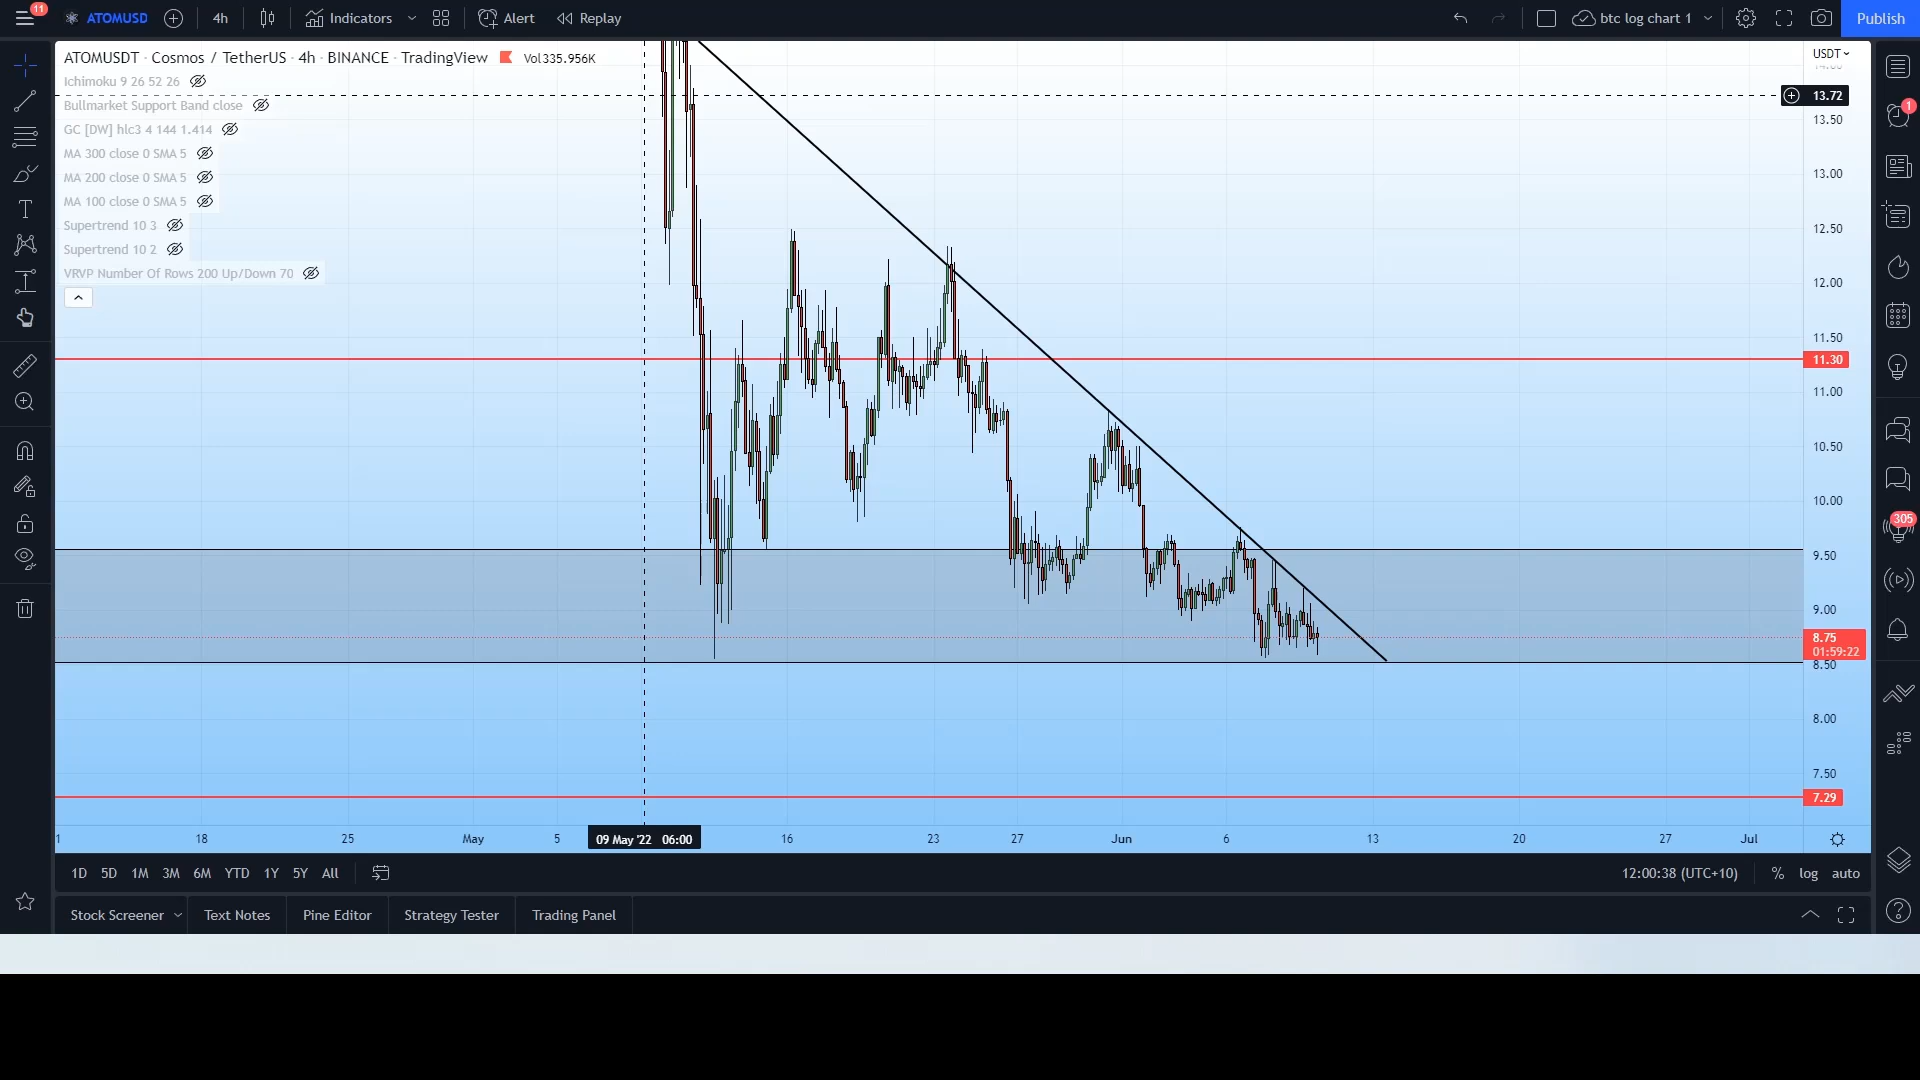 11 ATOMUSD 4h Indicators Alert Replay btc log chart 1 Publish
ATOMUSDT · Cosmos / TetherUS · 4h · BINANCE · TradingView Vol335.956K
USDT
Ichimoku 9 26 52 26
Bullmarket Support Band close
GC [DW] hlc3 4 144 1.414
MA 300 close 0 SMA 5
MA 200 close 0 SMA 5
MA 100 close 0 SMA 5
Supertrend 10 3
Supertrend 10 2
VRVP Number Of Rows 200 Up/Down 70
13.72
13.50
13.00
12.50
12.00
11.50
11.30
11.00
10.50
10.00
9.50
9.00
8.75
01:59:22
8.50
8.00
7.50
7.29
1
305
1 18 25 May 5 09 May '22 06:00 16 23 27 Jun 6 13 20 27 Jul
1D 5D 1M 3M 6M YTD 1Y 5Y All 12:00:38 (UTC+10) % log auto
Stock Screener Text Notes Pine Editor Strategy Tester Trading Panel